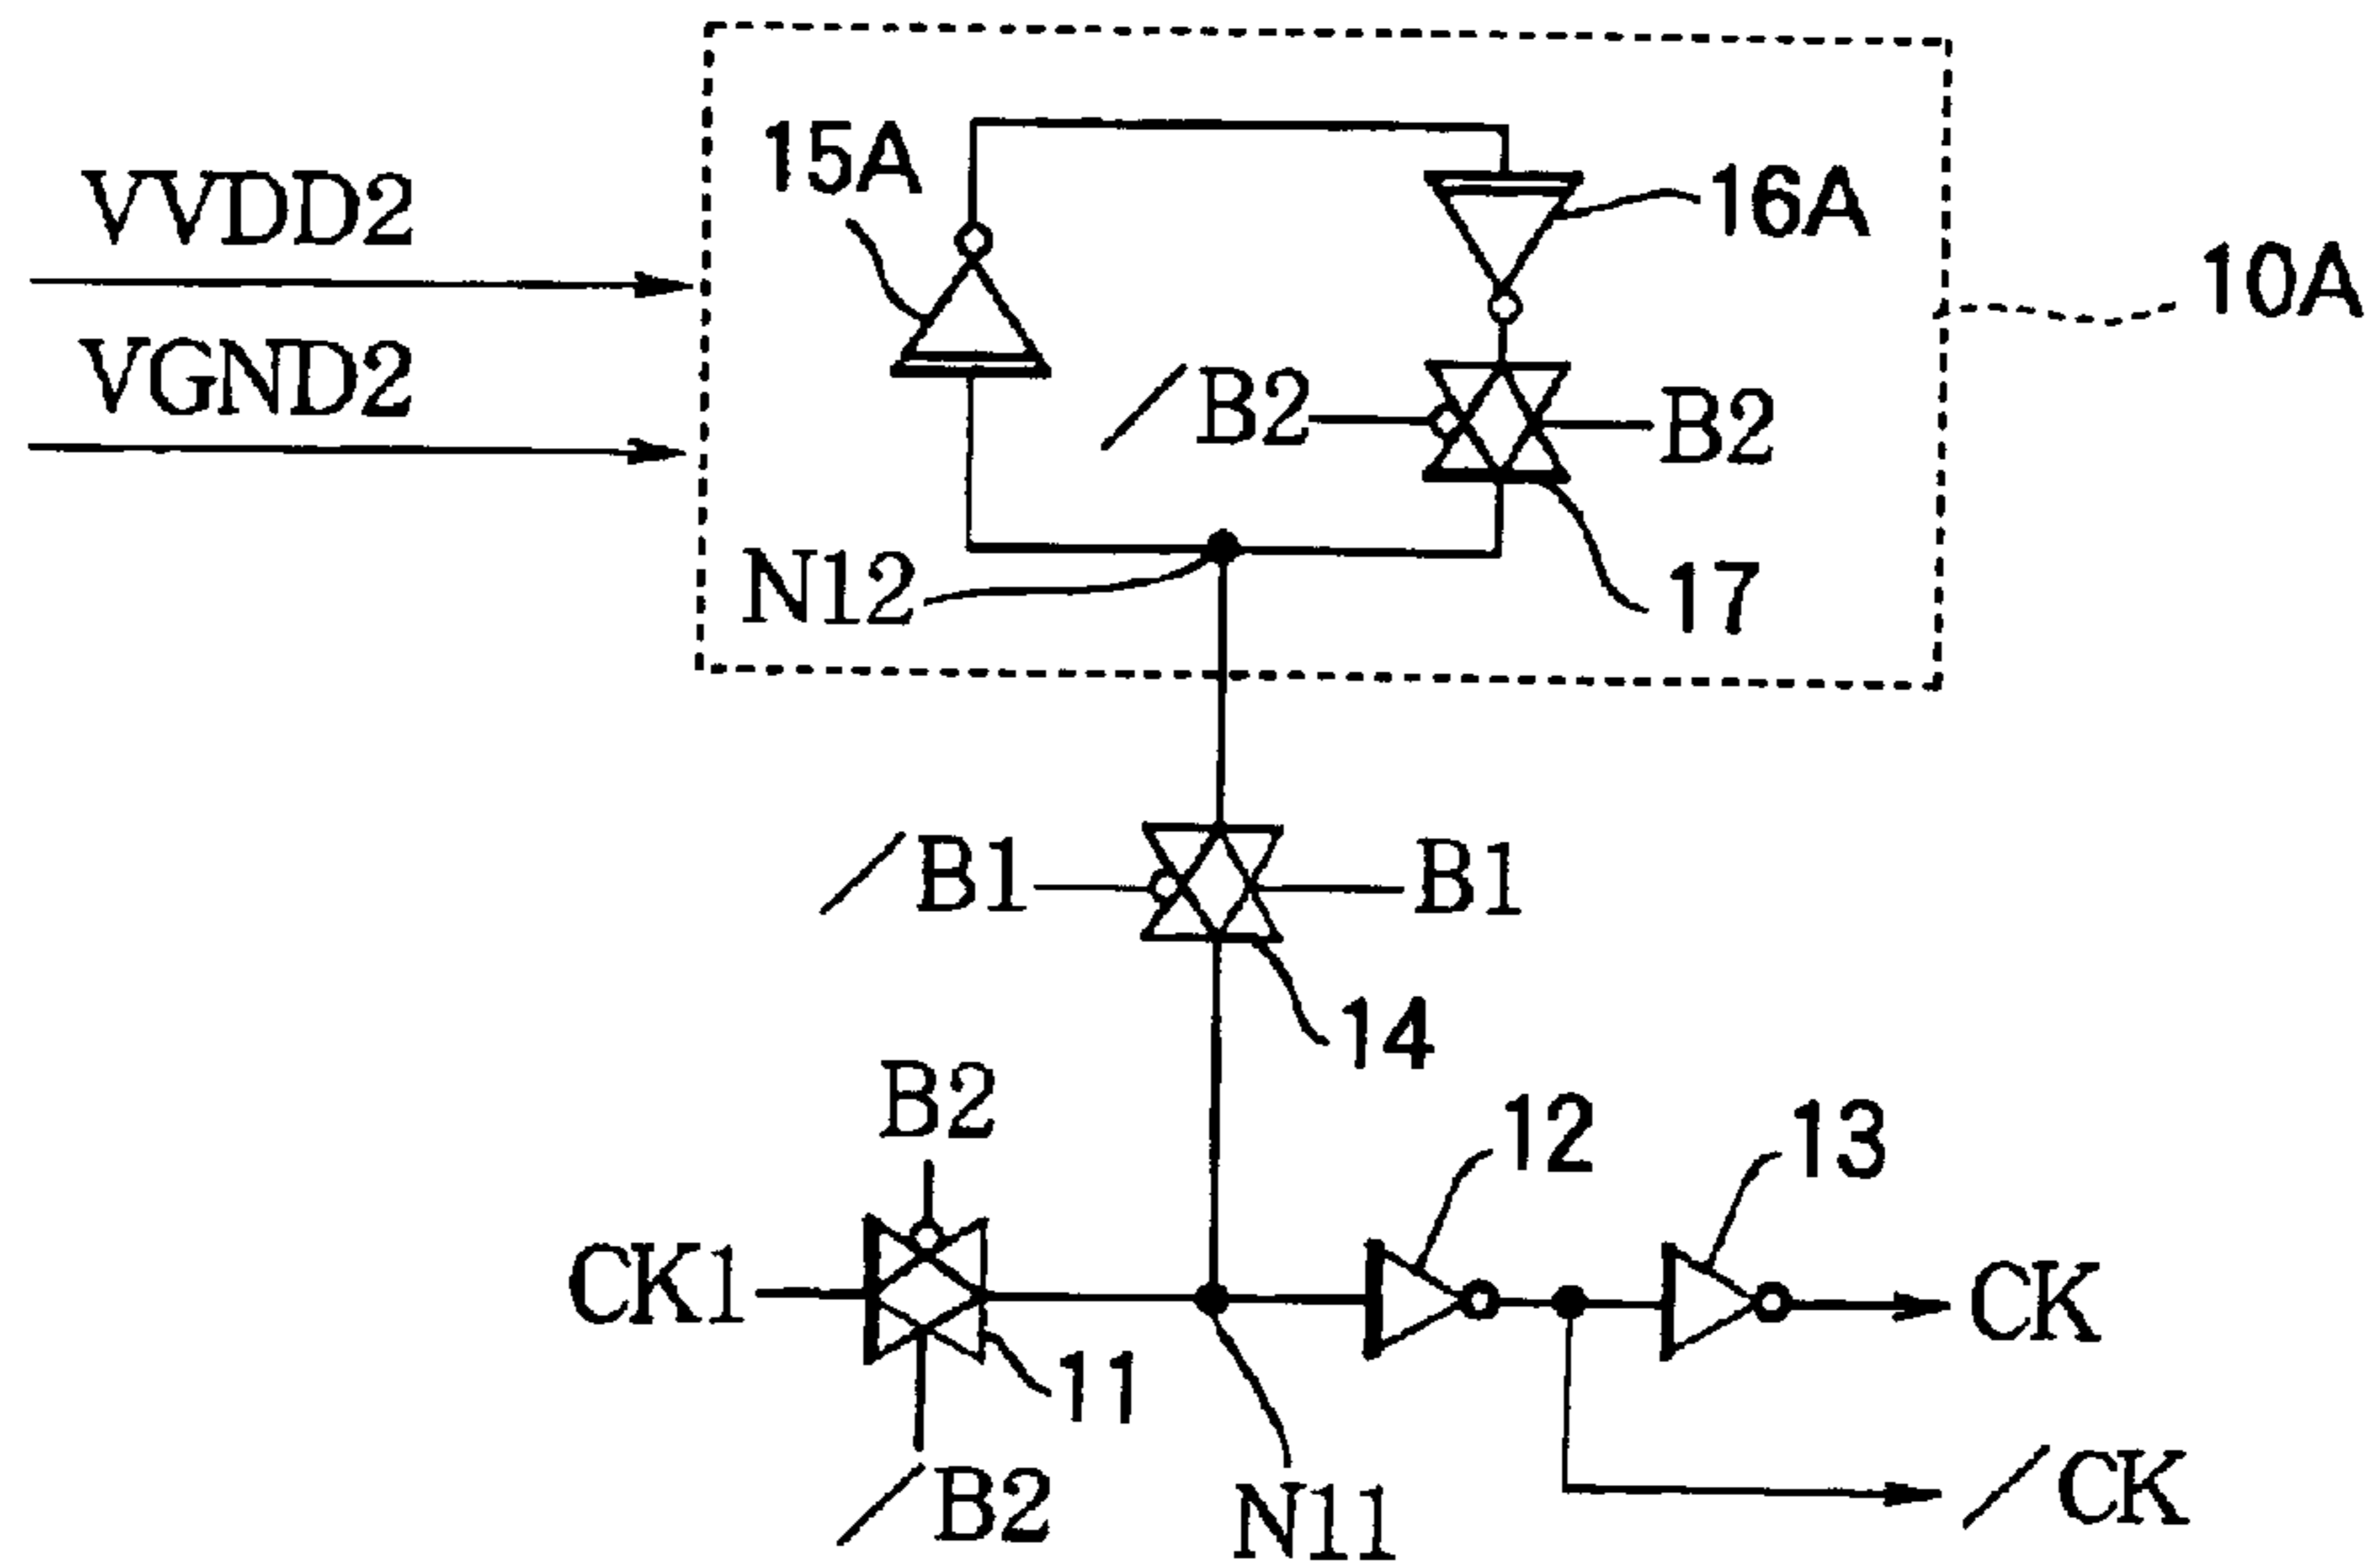 15A
16A
VVDD2
10A
VGND2
/B2
B2
N12
17
/B1
B1
14
B2
12
13
CK1
CK
11
/B2
N11
/CK